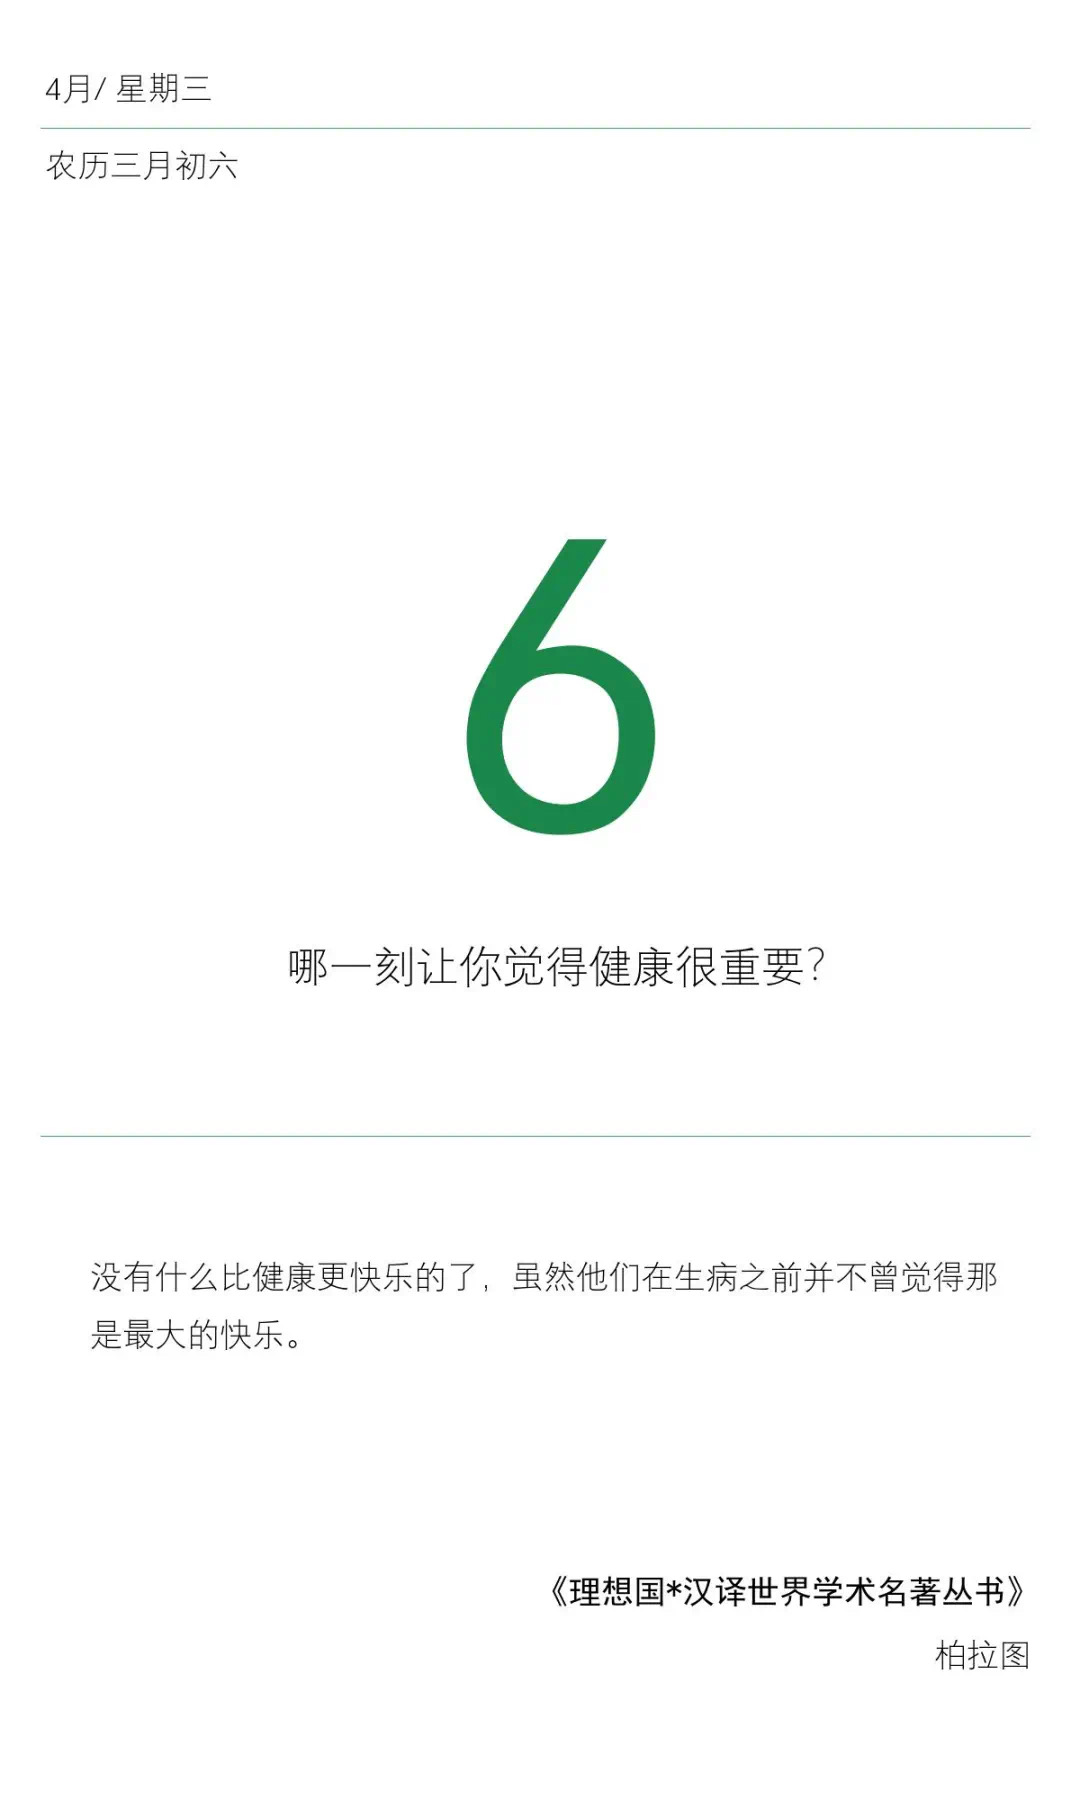 4月/ 星期三
农历三月初六
6
哪一刻让你觉得健康很重要?
没有什么比健康更快乐的了，虽然他们在生病之前并不曾觉得那
是最大的快乐。
《理想国*汉译世界学术名著丛书》
柏拉图